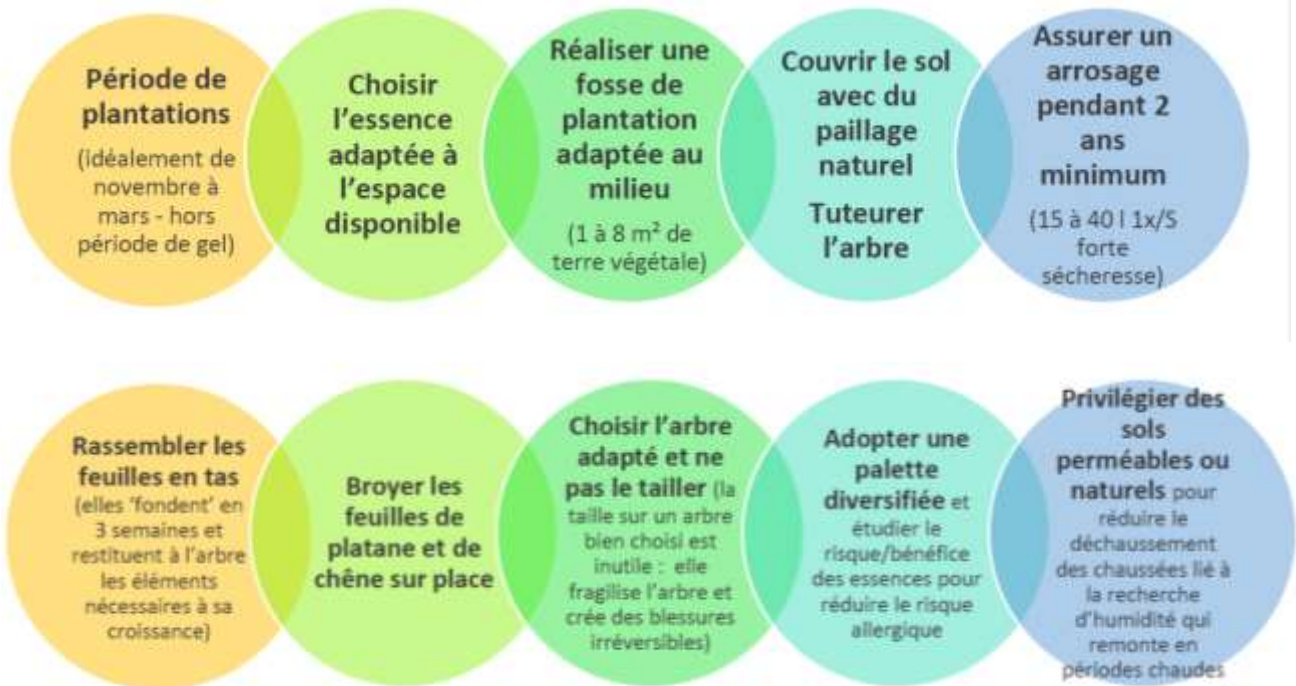 Période de
plantations
(idéalement de
novembre à
mars - hors
période de gel)
Choisir
l'essence
adaptée à
l'espace
disponible
Réaliser une
fosse de
plantation
adaptée au
milieu
(1 à 8 m² de
terre végétale)
Couvrir le sol
avec du
paillage
naturel
Tuteurer
l'arbre
Assurer un
arrosage
pendant 2
ans
minimum
(15 à 40 l 1x/S
forte
sécheresse)
Rassembler les
feuilles en tas
(elles 'fondent' en
3 semaines et
restituent à l'arbre
les éléments
nécessaires à sa
croissance)
Broyer les
feuilles de
platane et de
chêne sur place
Choisir l'arbre
adapté et ne
pas le tailler (la
taille sur un arbre
bien choisi est
inutile : elle
fragilise l'arbre et
crée des blessures
irréversibles)
Adopter une
palette
diversifiée et
étudier le
risque/bénéfice
des essences pour
réduire le risque
allergique
Privilégier des
sols
perméables ou
naturels pour
réduire le
déchaussement
des chaussées lié à
la recherche
d'humidité qui
remonte en
périodes chaudes